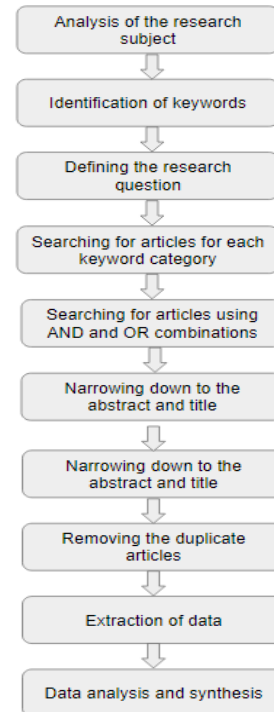 Analysis of the research
subject
Identification of keywords
Defining the research
question
Searching for articles for each
keyword category
Searching for articles using
AND and OR combinations
Narrowing down to the
abstract and title
Narrowing down to the
abstract and title
Removing the duplicate
articles
Extraction of data
Data analysis and synthesis